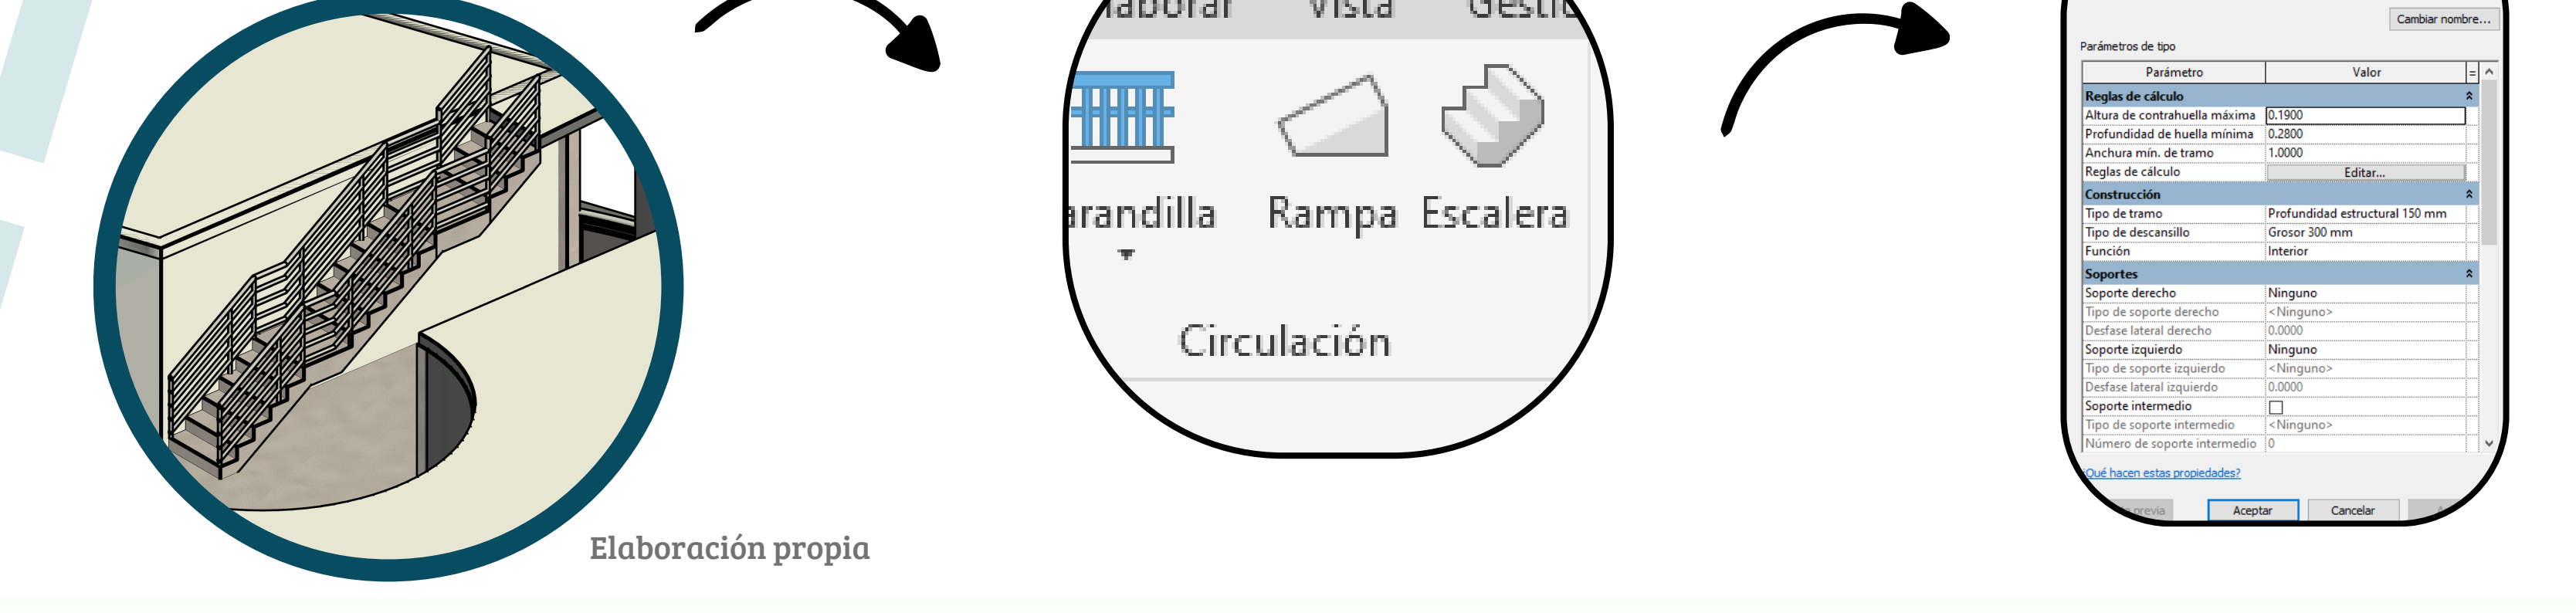 Vista
Barandilla Rampa Escalera
Circulación
Elaboración propia
Cambiar nombre...
Parámetros de tipo
Parámetro Valor =
Reglas de cálculo
Altura de contrahuella máxima 0.1900
Profundidad de huella mínima 0.2800
Anchura mín. de tramo 1.0000
Reglas de cálculo Editar...
Construcción
Tipo de tramo Profundidad estructural 150 mm
Tipo de descansillo Grosor 300 mm
Función Interior
Soportes
Soporte derecho Ninguno
Tipo de soporte derecho <Ninguno>
Desfase lateral derecho 0.0000
Soporte izquierdo Ninguno
Tipo de soporte izquierdo <Ninguno>
Desfase lateral izquierdo 0.0000
Soporte intermedio
Tipo de soporte intermedio <Ninguno>
Número de soporte intermedio 0
¿Qué hacen estas propiedades?
previa Aceptar Cancelar